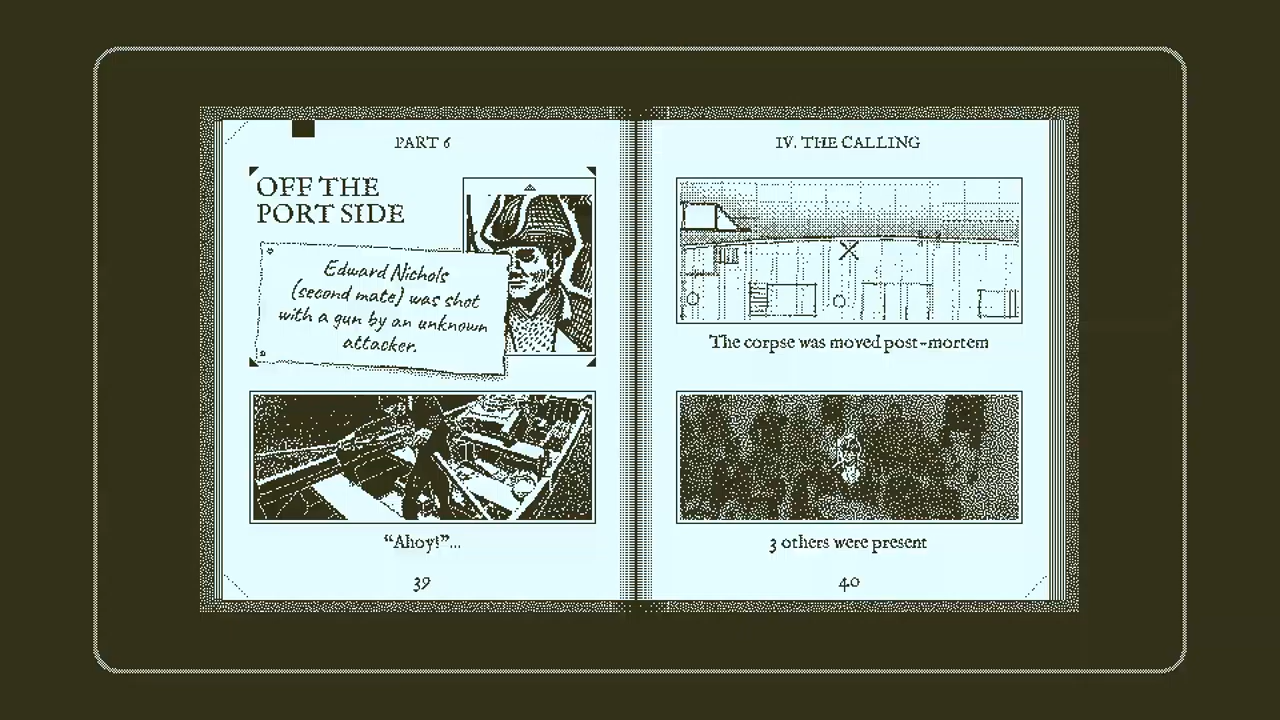 PART 6
OFF THE
PORT SIDE
Edward Nichols
(second mate) was shot
with a gun by an unknown
attacker.
"Ahoy!"...
39
IV. THE CALLING
The corpse was moved post-mortem
3 others were present
40